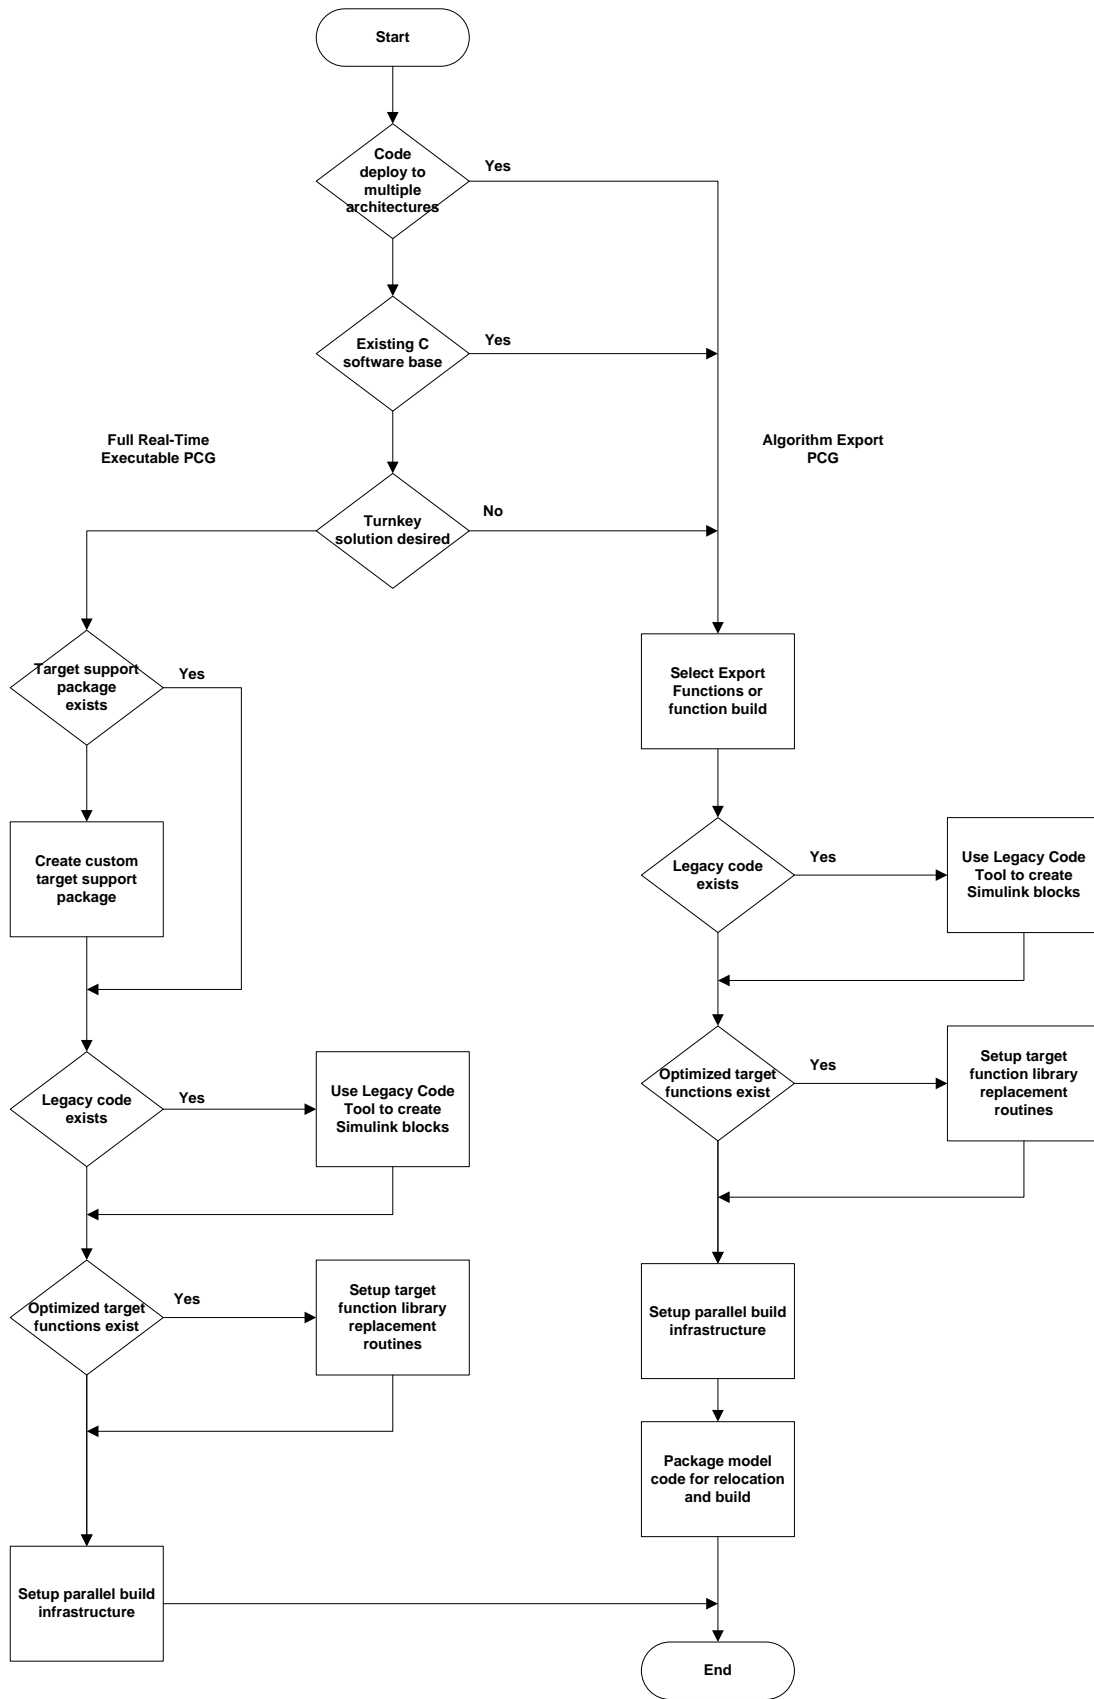 Start
Code
deploy to
multiple
architectures
Yes
Existing C
software base
Yes
Full Real-Time
Executable PCG
Algorithm Export
PCG
Turnkey
solution desired
No
Target support
package
exists
Yes
Select Export
Functions or
function build
Create custom
target support
package
Legacy code
exists
Yes
Use Legacy Code
Tool to create
Simulink blocks
Legacy code
exists
Yes
Use Legacy Code
Tool to create
Simulink blocks
Optimized target
functions exist
Yes
Setup target
function library
replacement
routines
Optimized target
functions exist
Yes
Setup target
function library
replacement
routines
Setup parallel build
infrastructure
Package model
code for relocation
and build
Setup parallel build
infrastructure
End